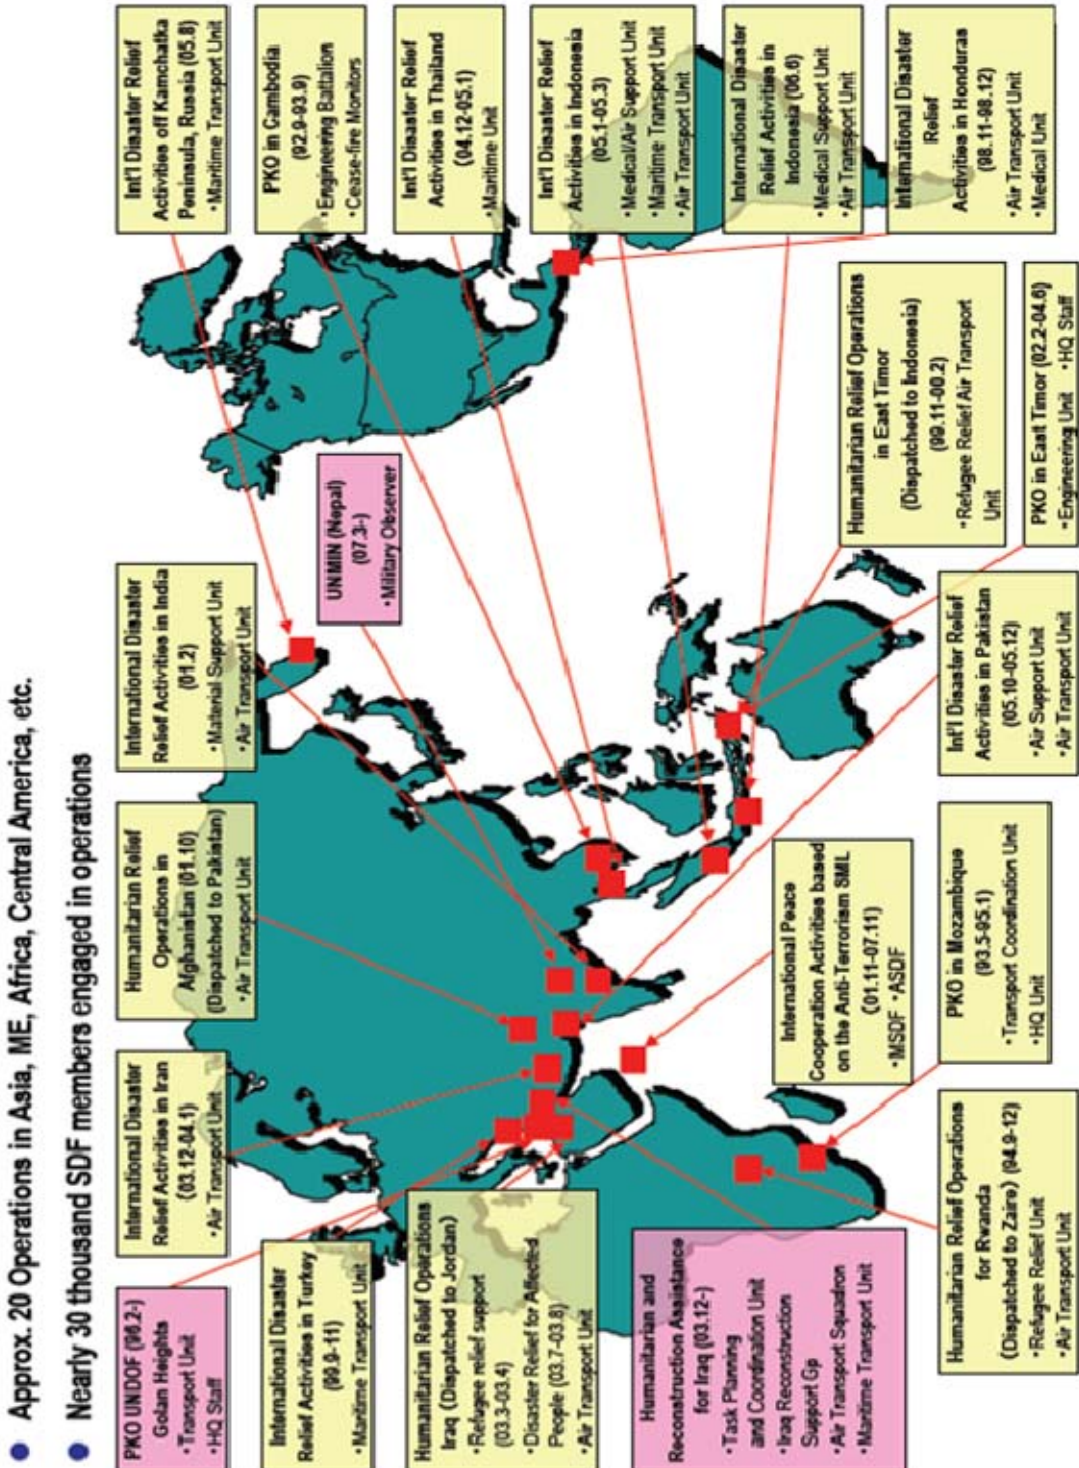 ● Approx. 20 Operations in Asia, ME, Africa, Central America, etc.
● Nearly 30 thousand SDF members engaged in operations
PKO UNDOF (96.2-)
Golan Heights
・Transport Unit
・HQ Staff
International Disaster
Relief Activities in Iran
(03.12-04.1)
・Air Transport Unit
Humanitarian Relief
Operations in
Afghanistan (01.10)
(Dispatched to Pakistan)
・Air Transport Unit
International Disaster
Relief Activities in India
(01.2)
・Material Support Unit
・Air Transport Unit
Int'l Disaster Relief
Activities off Kamchatka
Peninsula, Russia (05.8)
・Maritime Transport Unit
International Disaster
Relief Activities in Turkey
(99.9-11)
・Maritime Transport Unit
UNMIN (Nepal)
(07.3-)
・Military Observer
PKO in Cambodia
(92.9-93.9)
・Engineering Battalion
・Cease-fire Monitors
Humanitarian Relief Operations
Iraq (Dispatched to Jordan)
・Refugee relief support
(03.3-03.4)
・Disaster Relief for Affected
People (03.7-03.8)
・Air Transport Unit
Int'l Disaster Relief
Activities in Thailand
(04.12-05.1)
・Maritime Unit
Int'l Disaster Relief
Activities in Indonesia
(05.1-05.3)
・Medical/Air Support Unit
・Maritime Transport Unit
・Air Transport Unit
Humanitarian and
Reconstruction Assistance
for Iraq (03.12-)
・Task Planning
and Coordination Unit
・Iraq Reconstruction
Support Gp
・Air Transport Squadron
・Maritime Transport Unit
International Peace
Cooperation Activities based
on the Anti-Terrorism SML
(01.11-07.11)
・MSDF ・ASDF
International Disaster
Relief Activities in
Indonesia (06.6)
・Medical Support Unit
・Air Transport Unit
Humanitarian Relief Operations
in East Timor
(Dispatched to Indonesia)
(99.11-00.2)
・Refugee Relief Air Transport
Unit
International Disaster
Relief
Activities in Honduras
(98.11-98.12)
・Air Transport Unit
・Medical Unit
Humanitarian Relief Operations
for Rwanda
(Dispatched to Zaire) (94.9-12)
・Refugee Relief Unit
・Air Transport Unit
PKO in Mozambique
(93.5-95.1)
・Transport Coordination Unit
・HQ Unit
Int'l Disaster Relief
Activities in Pakistan
(05.10-05.12)
・Air Support Unit
・Air Transport Unit
PKO in East Timor (02.2-04.6)
・Engineering Unit ・HQ Staff